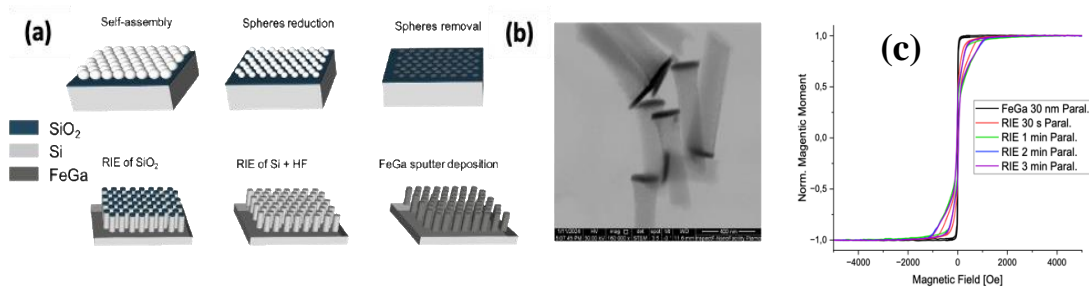 (a)
Self-assembly
Spheres reduction
Spheres removal
SiO2
Si
FeGa
RIE of SiO2
RIE of Si + HF
FeGa sputter deposition
(b)
400 nm
(c)
Norm. Magentic Moment
1,0
0,5
0,0
−0,5
−1,0
FeGa 30 nm Paral.
RIE 30 s Paral.
RIE 1 min Paral.
RIE 2 min Paral.
RIE 3 min Paral.
−4000
−2000
0
2000
4000
Magnetic Field [Oe]